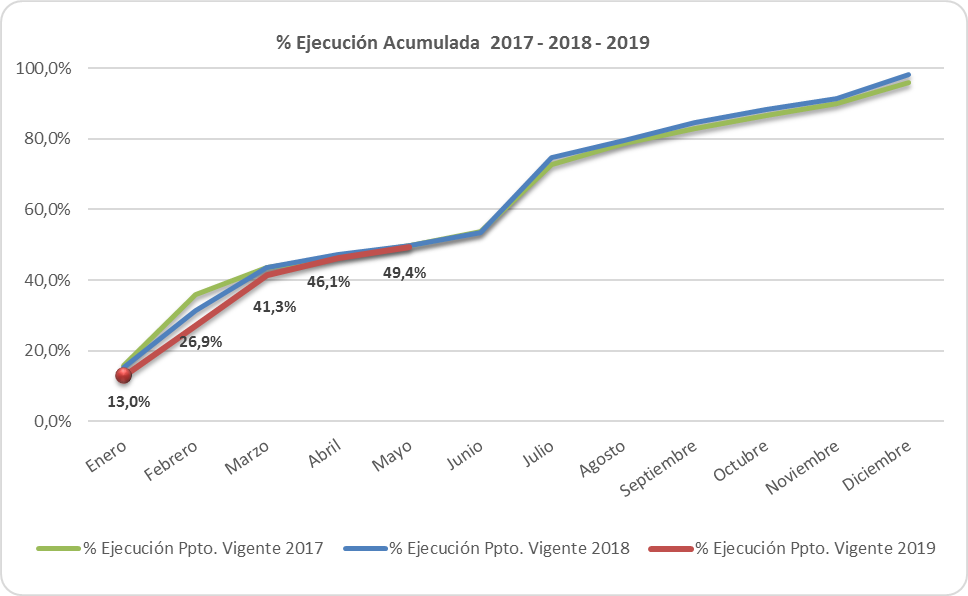 % Ejecución Acumulada 2017 - 2018 - 2019
100,0%
80,0%
60,0%
40,0%
20,0%
0,0%
13,0%
26,9%
41,3%
46,1%
49,4%
Enero
Febrero
Marzo
Abril
Mayo
Junio
Julio
Agosto
Septiembre
Octubre
Noviembre
Diciembre
% Ejecución Ppto. Vigente 2017
% Ejecución Ppto. Vigente 2018
% Ejecución Ppto. Vigente 2019